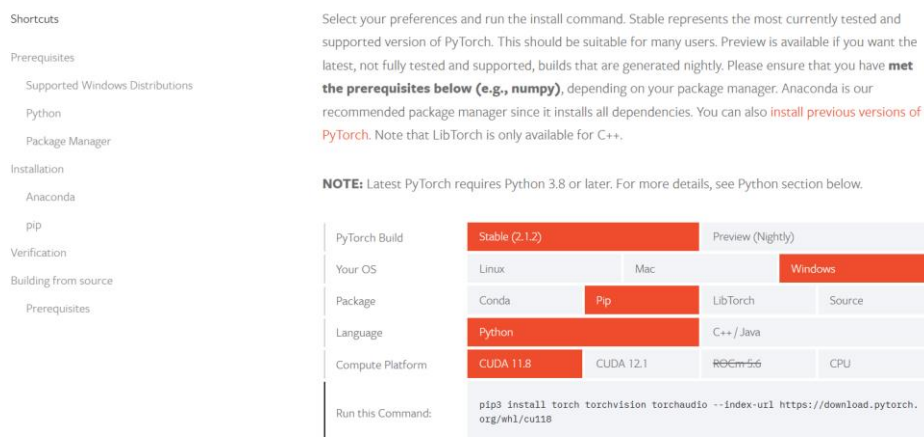 Shortcuts
Prerequisites
Supported Windows Distributions
Python
Package Manager
Installation
Anaconda
pip
Verification
Building from source
Prerequisites
Select your preferences and run the install command. Stable represents the most currently tested and
supported version of PyTorch. This should be suitable for many users. Preview is available if you want the
latest, not fully tested and supported, builds that are generated nightly. Please ensure that you have met
the prerequisites below (e.g., numpy), depending on your package manager. Anaconda is our
recommended package manager since it installs all dependencies. You can also install previous versions of
PyTorch. Note that LibTorch is only available for C++.
NOTE: Latest PyTorch requires Python 3.8 or later. For more details, see Python section below.
PyTorch Build Stable (2.1.2) Preview (Nightly)
Your OS Linux Mac Windows
Package Conda Pip LibTorch Source
Language Python C++ / Java
Compute Platform CUDA 11.8 CUDA 12.1 ROCm 5.6 CPU
Run this Command: pip3 install torch torchvision torchaudio --index-url https://download.pytorch.
org/whl/cu118